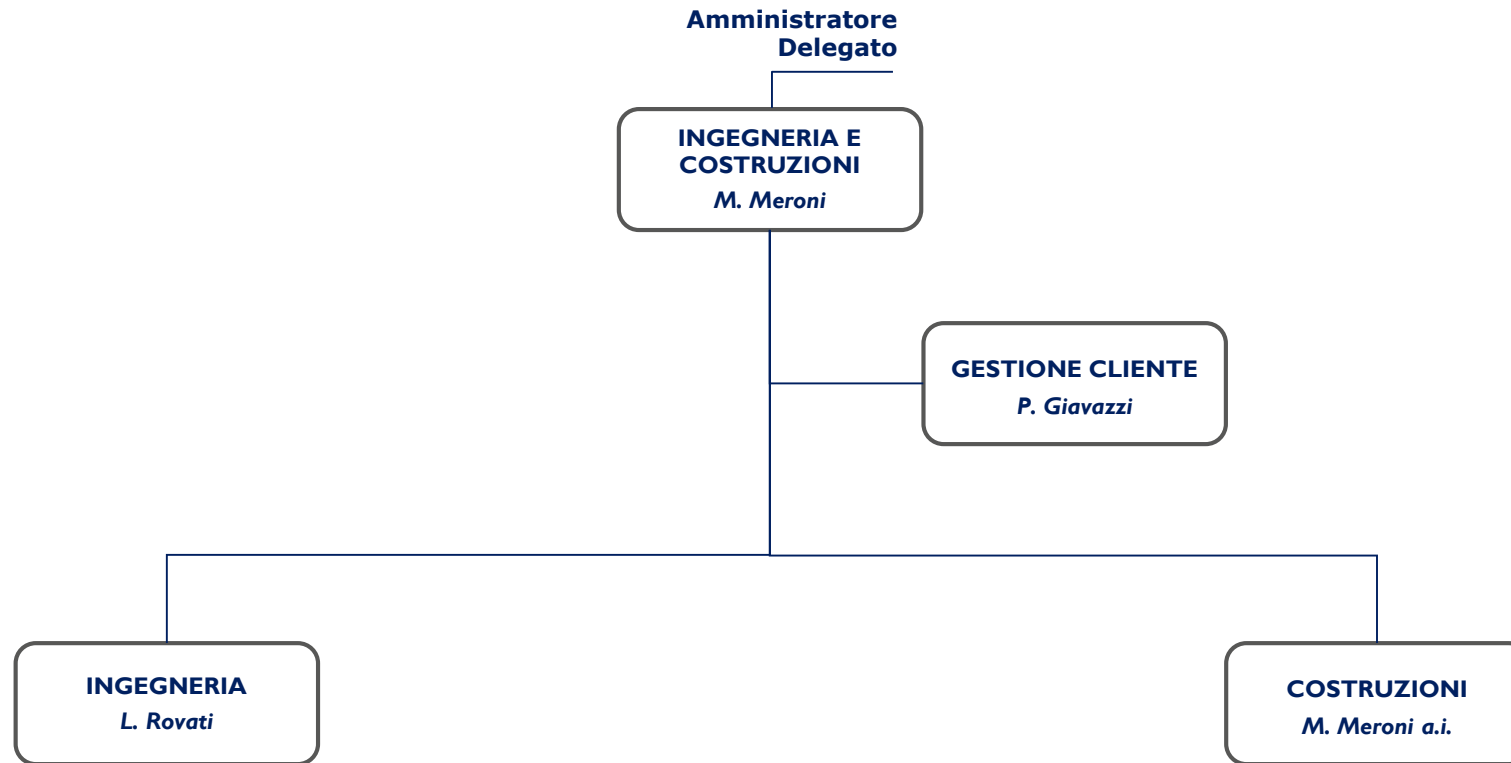 Amministratore
Delegato
INGEGNERIA E
COSTRUZIONI
M. Meroni
GESTIONE CLIENTE
P. Giavazzi
INGEGNERIA
L. Rovati
COSTRUZIONI
M. Meroni a.i.